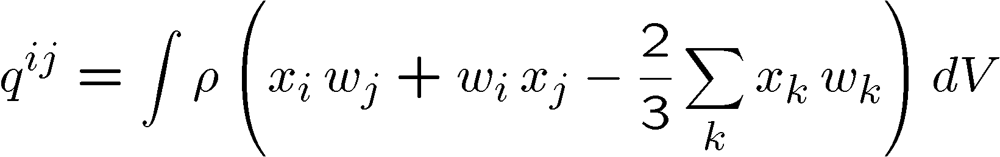 q^{ij} = \int \rho \left( x_i w_j + w_i x_j - \frac{2}{3} \sum_k x_k w_k \right) dV